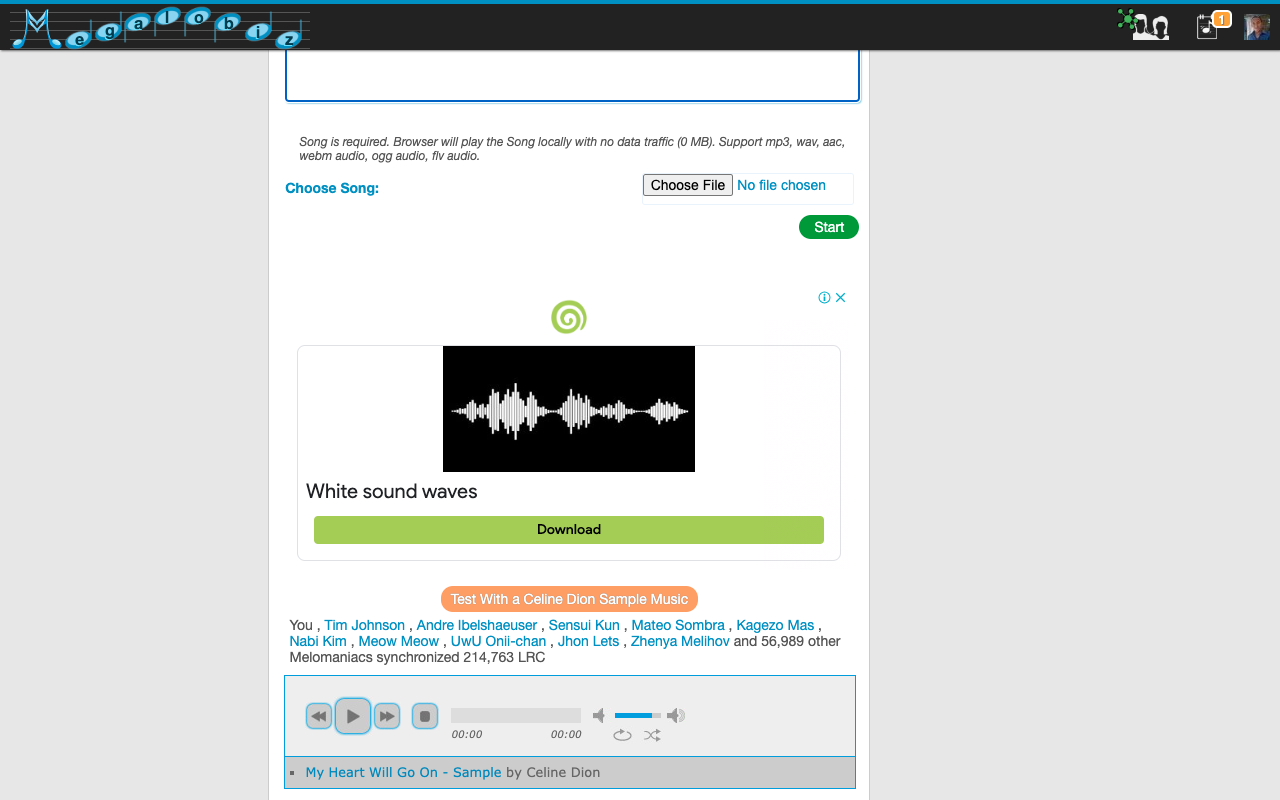 Megalobiz
1
Song is required. Browser will play the Song locally with no data traffic (0 MB). Support mp3, wav, aac,
webm audio, ogg audio, flv audio.
Choose Song:
Choose File No file chosen
Start
White sound waves
Download
Test With a Celine Dion Sample Music
You , Tim Johnson , Andre Ibelshaeuser , Sensui Kun , Mateo Sombra , Kagezo Mas ,
Nabi Kim , Meow Meow , UwU Onii-chan , Jhon Lets , Zhenya Melihov and 56,989 other
Melomaniacs synchronized 214,763 LRC
00:00 00:00
My Heart Will Go On - Sample by Celine Dion